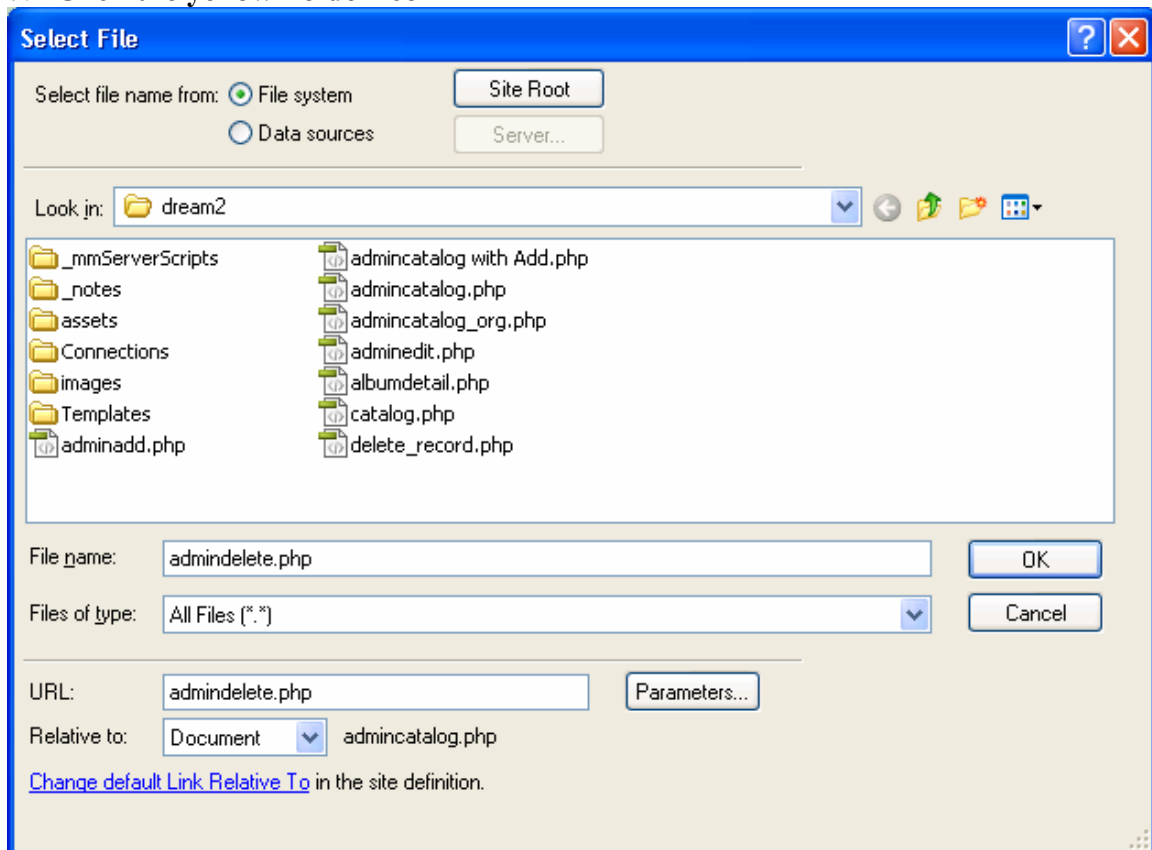 Select File
Select file name from: File system Site Root
Data sources Server...
Look in: dream2
_mmServerScripts admincatalog with Add.php
_notes admincatalog.php
assets admincatalog_org.php
Connections adminedit.php
images albumdetail.php
Templates catalog.php
adminadd.php delete_record.php
File name: admindelete.php OK
Files of type: All Files (*.*) Cancel
URL: admindelete.php Parameters...
Relative to: Document admincatalog.php
Change default Link Relative To in the site definition.